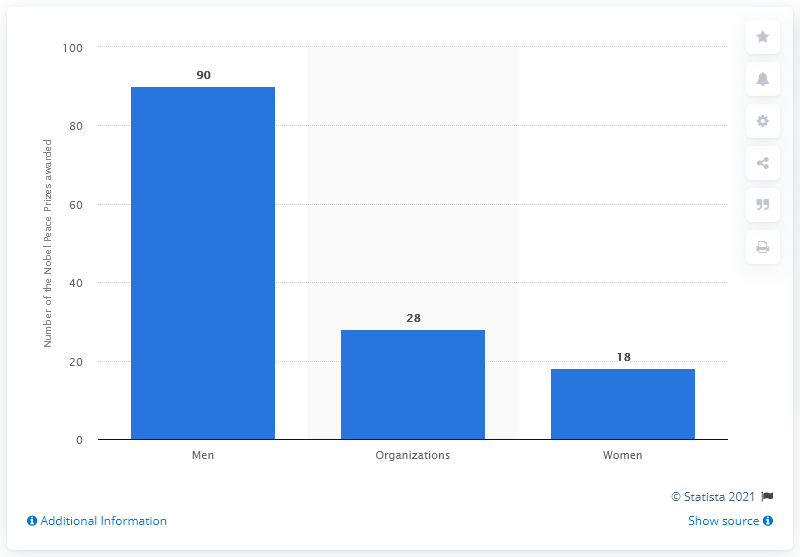 100
80
60
40
20
0
Number of the Nobel Peace Prizes awarded
90
28
18
Men
Organizations
Women
© Statista 2021
Additional Information
Show source